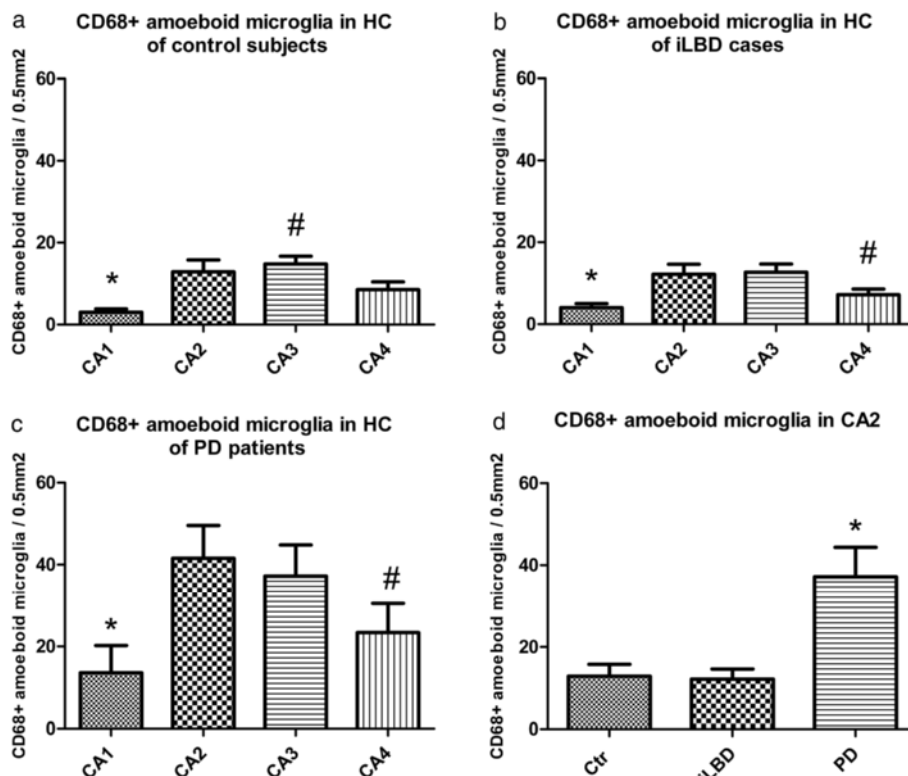 a
CD68+ amoeboid microglia in HC
of control subjects
CD68+ amoeboid microglia / 0.5mm2
60
40
20
0
*
#
CA1
CA2
CA3
CA4
b
CD68+ amoeboid microglia in HC
of iLBD cases
CD68+ amoeboid microglia / 0.5mm2
60
40
20
0
*
#
CA1
CA2
CA3
CA4
c
CD68+ amoeboid microglia in HC
of PD patients
CD68+ amoeboid microglia / 0.5mm2
60
40
20
0
*
#
CA1
CA2
CA3
CA4
d
CD68+ amoeboid microglia in CA2
CD68+ amoeboid microglia / 0.5mm2
60
40
20
0
*
Ctr
PD